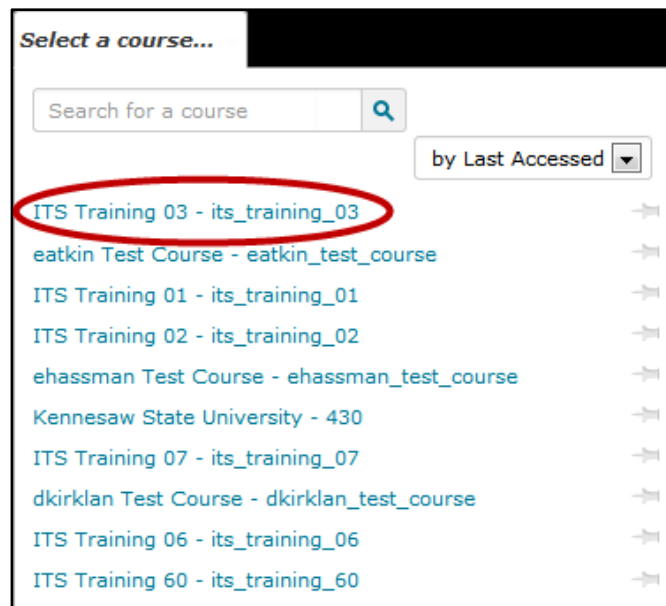 Select a course...
Search for a course
by Last Accessed
ITS Training 03 - its_training_03
eatkin Test Course - eatkin_test_course
ITS Training 01 - its_training_01
ITS Training 02 - its_training_02
ehassman Test Course - ehassman_test_course
Kennesaw State University - 430
ITS Training 07 - its_training_07
dkirklan Test Course - dkirklan_test_course
ITS Training 06 - its_training_06
ITS Training 60 - its_training_60